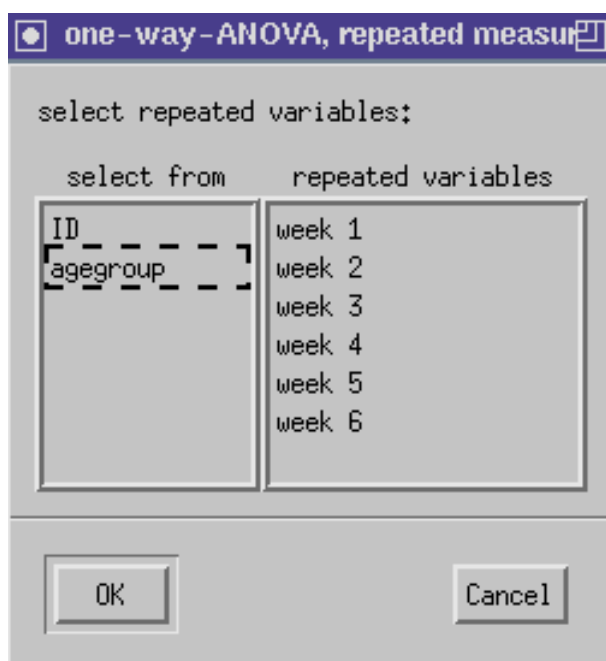 one-way-ANOVA, repeated measur
select repeated variables:
select from
repeated variables
ID
agegroup
week 1
week 2
week 3
week 4
week 5
week 6
OK
Cancel